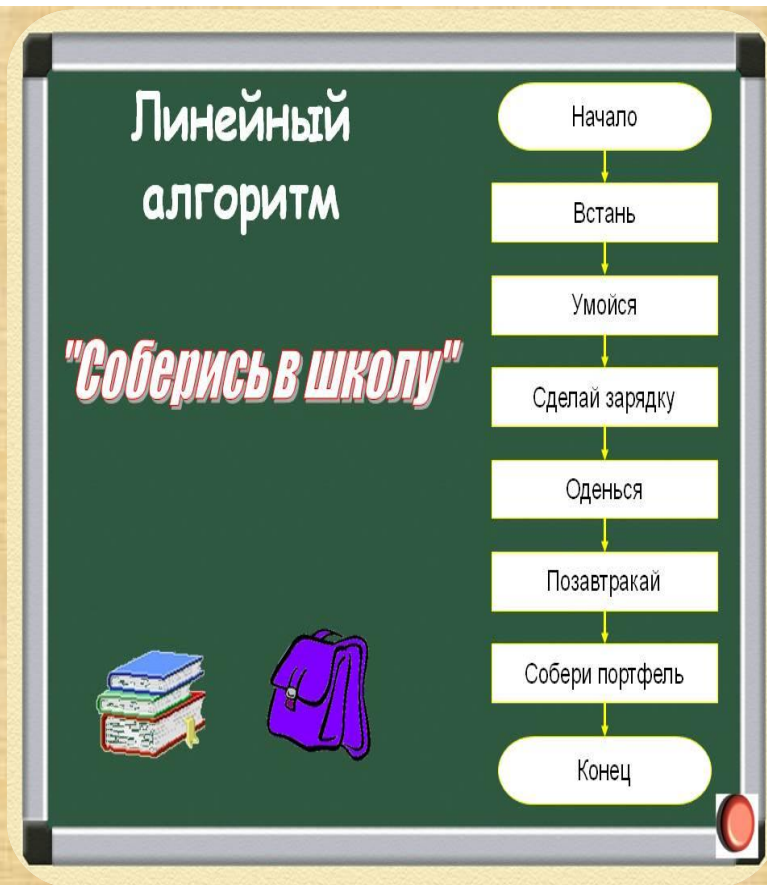 Линейный
алгоритм
"Соберись в школу"
Начало
Встань
Умойся
Сделай зарядку
Оденься
Позавтракай
Собери портфель
Конец